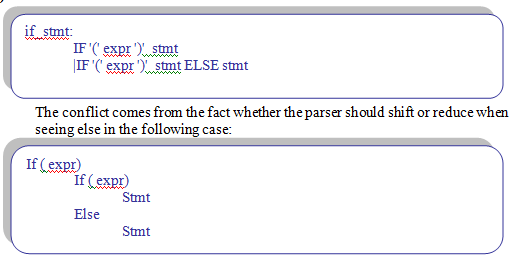 if_stmt:
IF '(' expr ')' stmt
|IF '(' expr ')' stmt ELSE stmt
The conflict comes from the fact whether the parser should shift or reduce when
seeing else in the following case:
If ( expr)
If ( expr)
Stmt
Else
Stmt